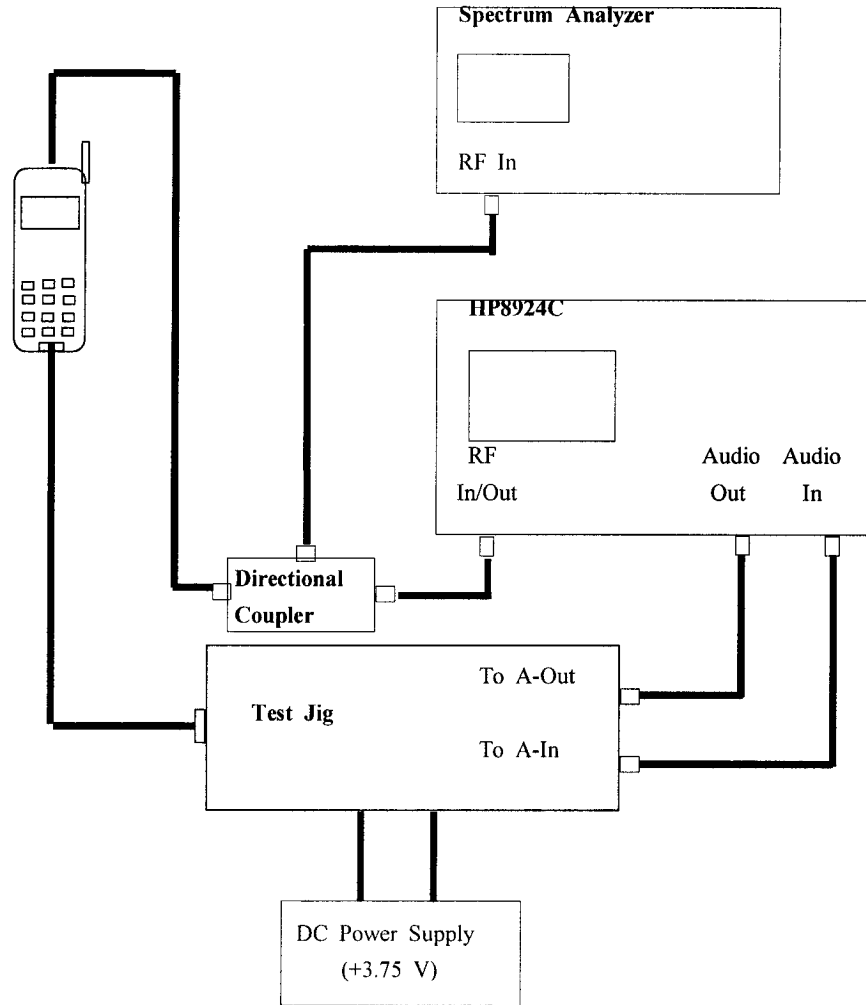 Spectrum Analyzer
RF In
HP8924C
RF
In/Out
Audio
Out
Audio
In
Directional
Coupler
To A-Out
Test Jig
To A-In
DC Power Supply
(+3.75 V)